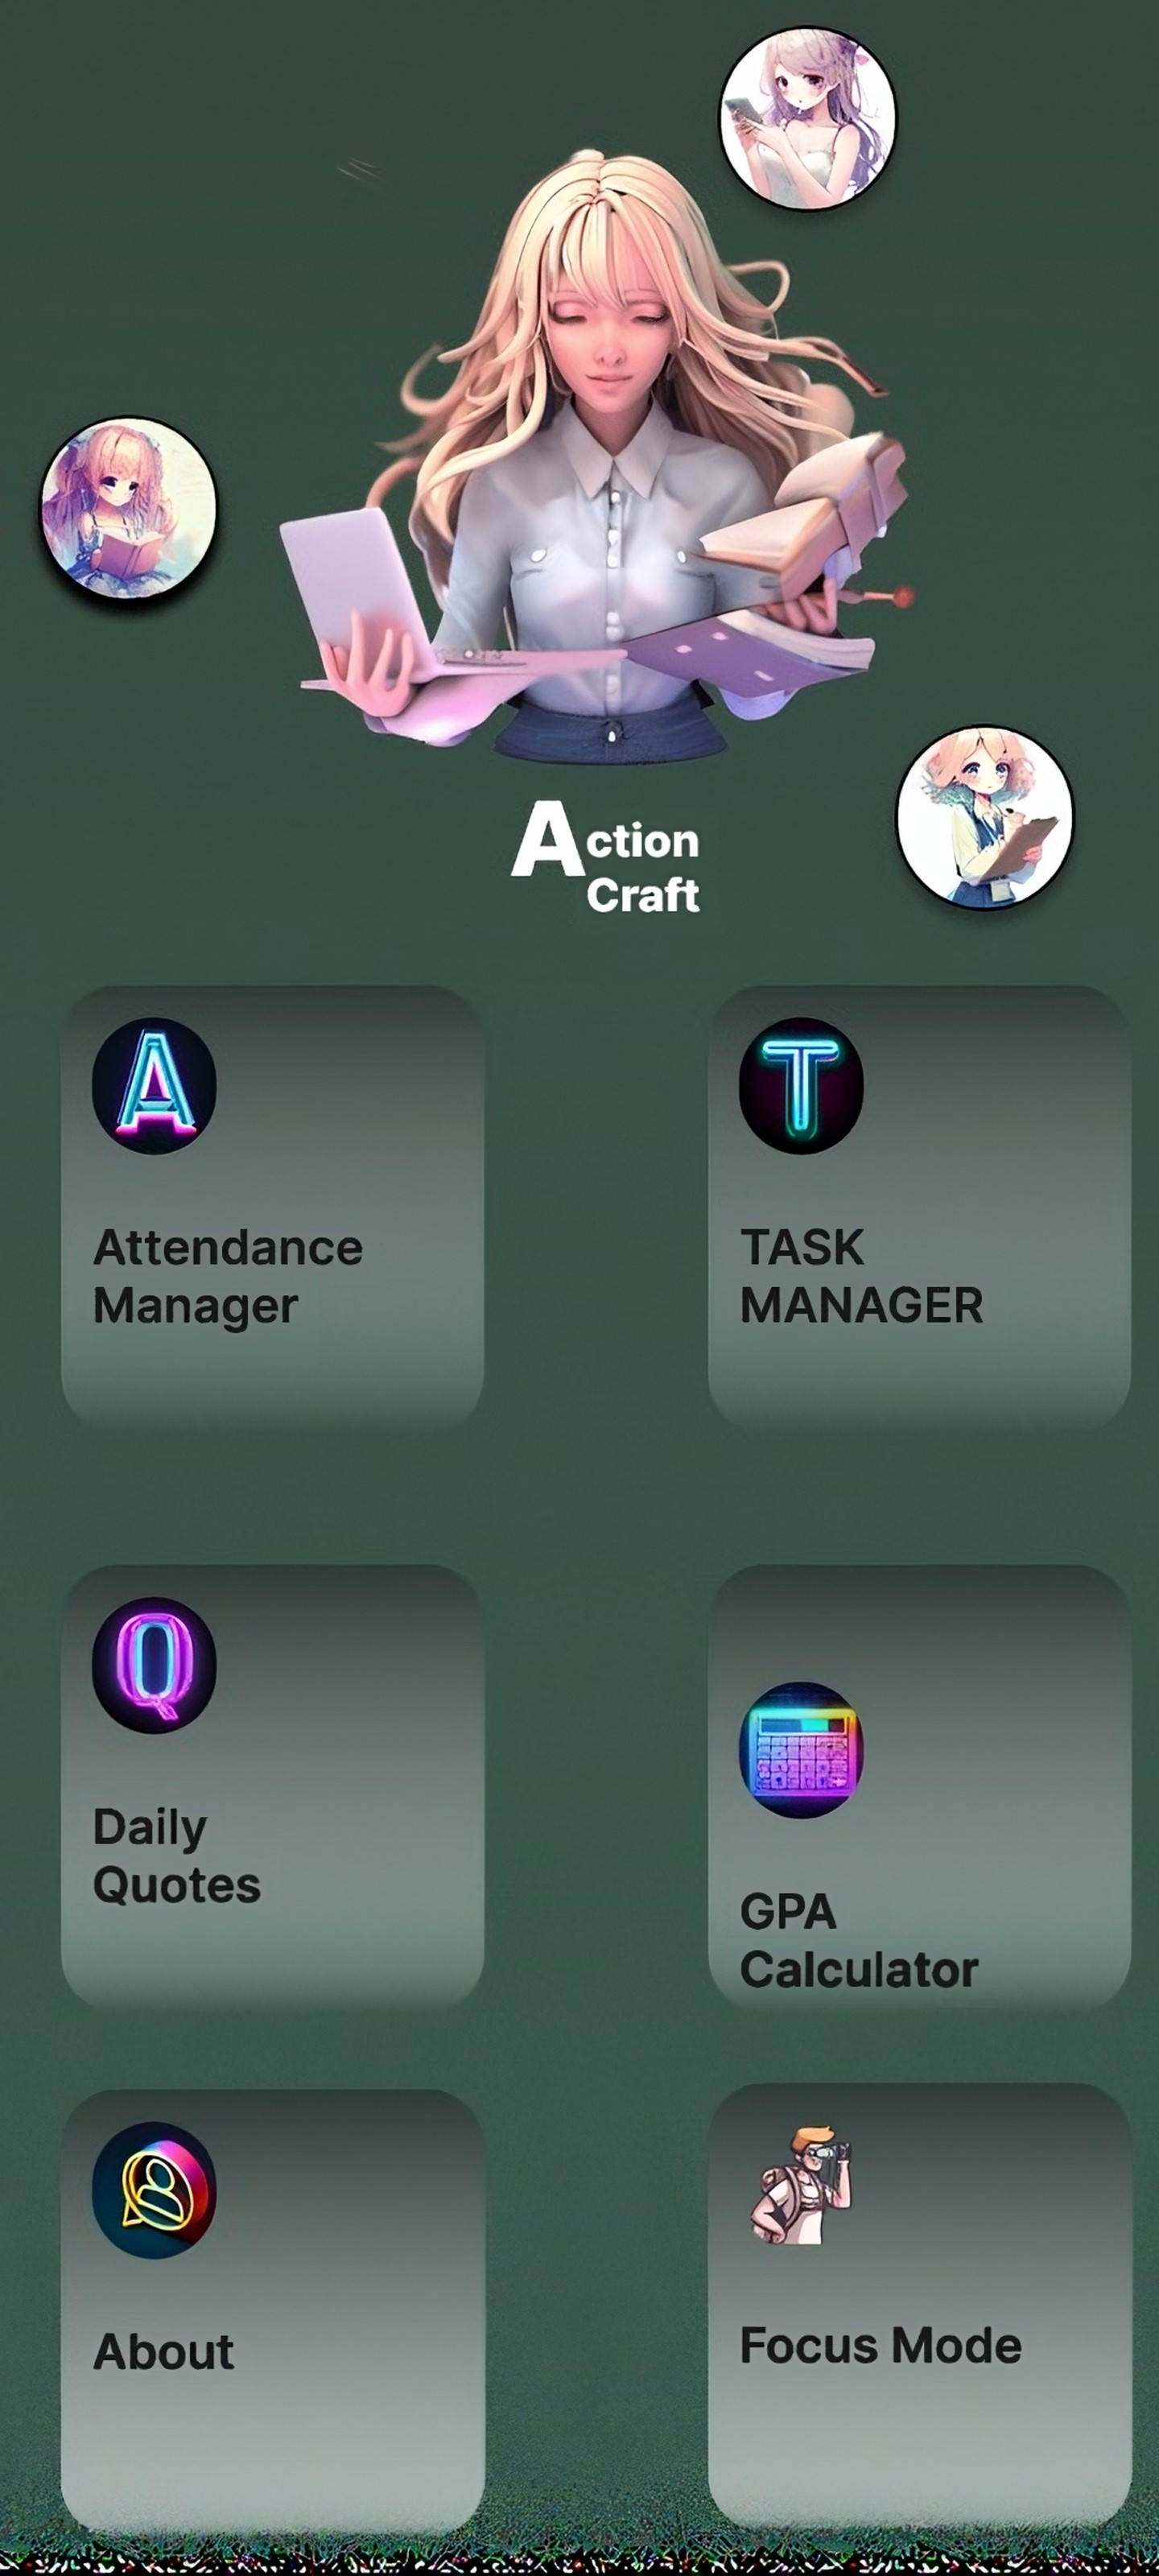 Action
Craft
A
T
Attendance
Manager
TASK
MANAGER
Q
Daily
Quotes
GPA
Calculator
About
Focus Mode